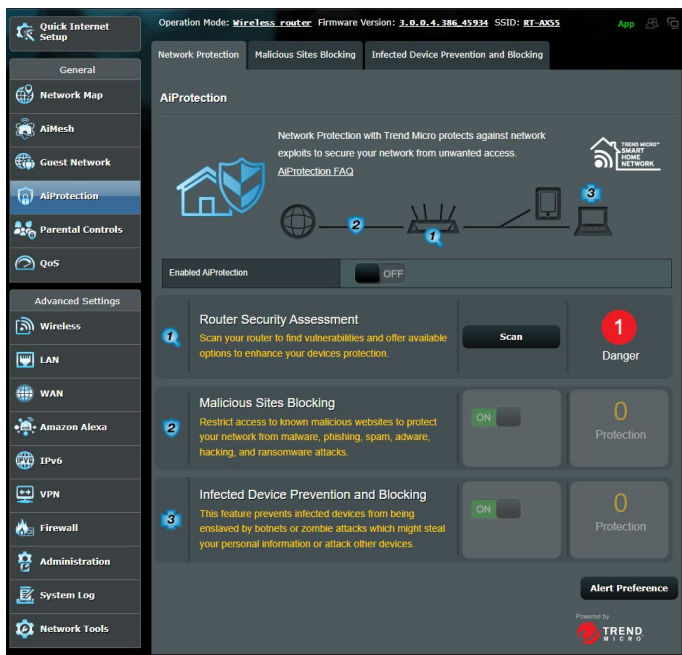 Quick Internet
Setup
Operation Mode: Wireless router Firmware Version: 3.0.0.4.386_45934 SSID: RT-AX55
App
Network Protection
Malicious Sites Blocking
Infected Device Prevention and Blocking
General
Network Map
AiMesh
Guest Network
AiProtection
Parental Controls
QoS
Advanced Settings
Wireless
LAN
WAN
Amazon Alexa
IPv6
VPN
Firewall
Administration
System Log
Network Tools
AiProtection
Network Protection with Trend Micro protects against network
exploits to secure your network from unwanted access.
AiProtection FAQ
TREND MICRO™
SMART
HOME
NETWORK
2
1
3
Enabled AiProtection
OFF
1
Router Security Assessment
Scan your router to find vulnerabilities and offer available
options to enhance your devices protection.
Scan
1
Danger
2
Malicious Sites Blocking
Restrict access to known malicious websites to protect
your network from malware, phishing, spam, adware,
hacking, and ransomware attacks.
ON
0
Protection
3
Infected Device Prevention and Blocking
This feature prevents infected devices from being
enslaved by botnets or zombie attacks which might steal
your personal information or attack other devices.
ON
0
Protection
Alert Preference
Powered by
TREND
MICRO